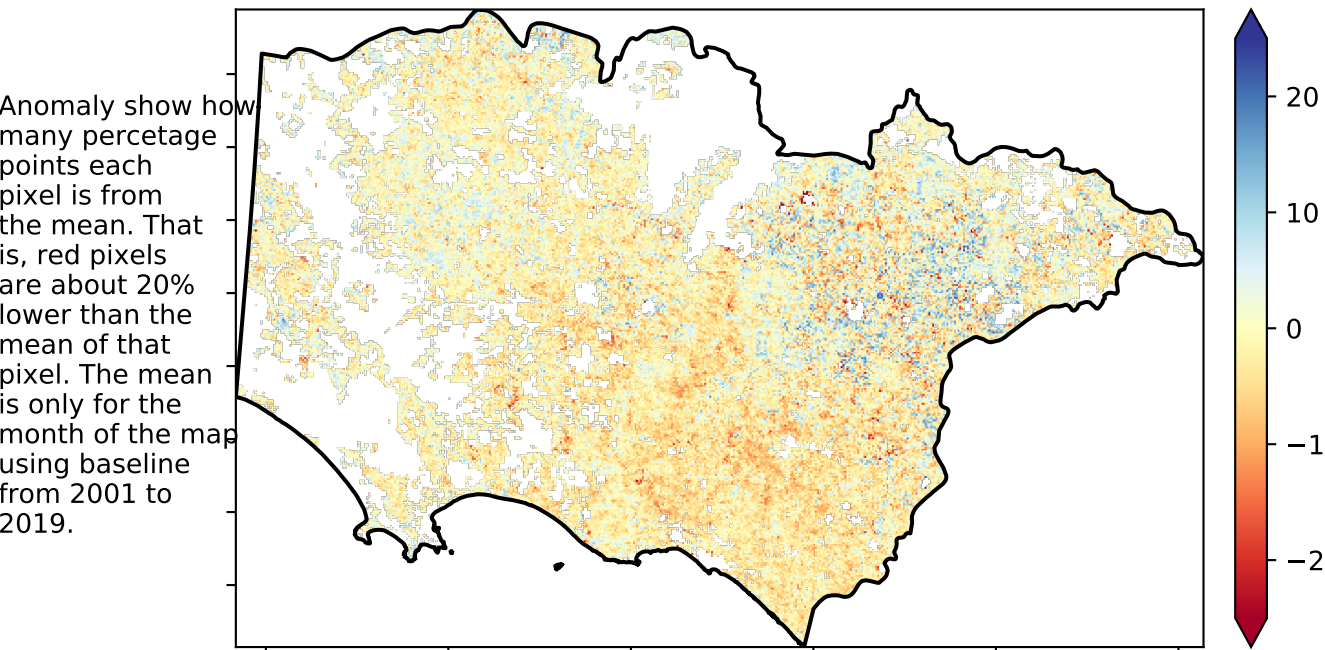 Anomaly show how
many percetage
points each
pixel is from
the mean. That
is, red pixels
are about 20%
lower than the
mean of that
pixel. The mean
is only for the
month of the map
using baseline
from 2001 to
2019.
20
10
0
−1
−2